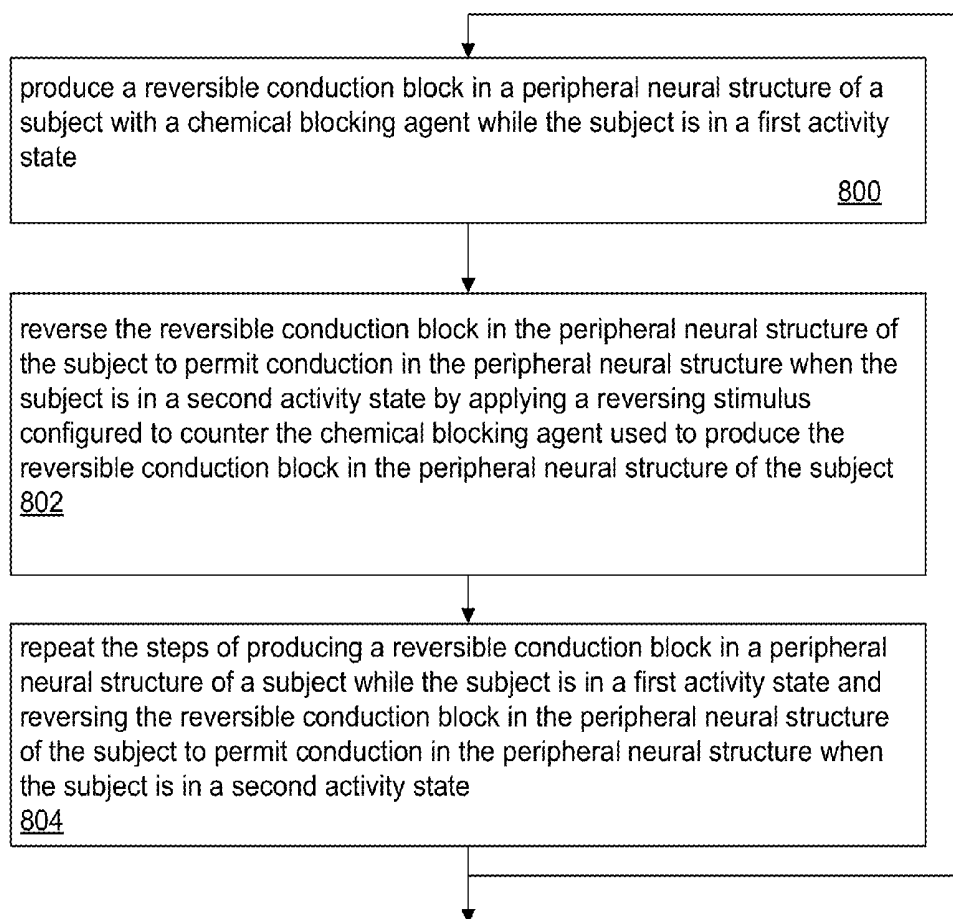 produce a reversible conduction block in a peripheral neural structure of a
subject with a chemical blocking agent while the subject is in a first activity
state
800
reverse the reversible conduction block in the peripheral neural structure of
the subject to permit conduction in the peripheral neural structure when the
subject is in a second activity state by applying a reversing stimulus
configured to counter the chemical blocking agent used to produce the
reversible conduction block in the peripheral neural structure of the subject
802
repeat the steps of producing a reversible conduction block in a peripheral
neural structure of a subject while the subject is in a first activity state and
reversing the reversible conduction block in the peripheral neural structure
of the subject to permit conduction in the peripheral neural structure when
the subject is in a second activity state
804